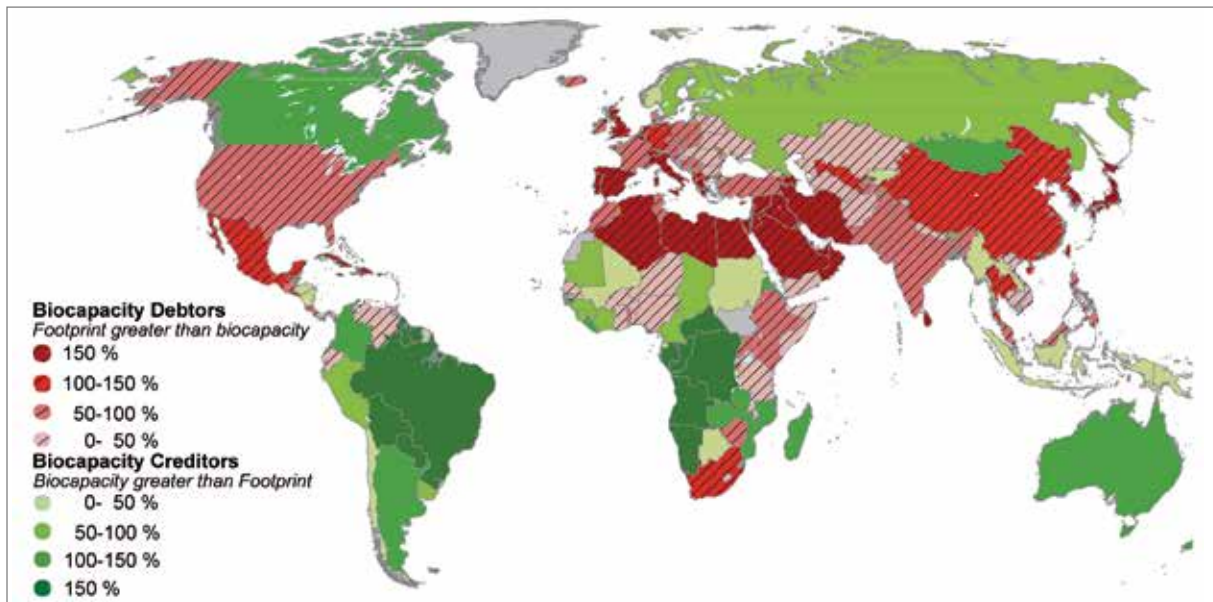 Biocapacity Debtors
Footprint greater than biocapacity
150 %
100-150 %
50-100 %
0- 50 %
Biocapacity Creditors
Biocapacity greater than Footprint
0- 50 %
50-100 %
100-150 %
150 %